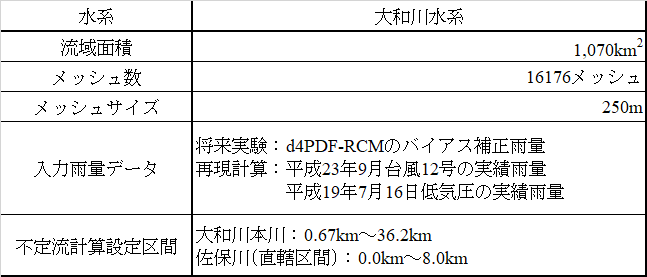 水系 大和川水系
流域面積 1,070km2
メッシュ数 16176メッシュ
メッシュサイズ 250m
入力雨量データ 将来実験：d4PDF-RCMのバイアス補正雨量
再現計算：平成23年9月台風12号の実績雨量
平成19年7月16日低気圧の実績雨量
不定流計算設定区間 大和川本川：0.67km～36.2km
佐保川(直轄区間)：0.0km～8.0km